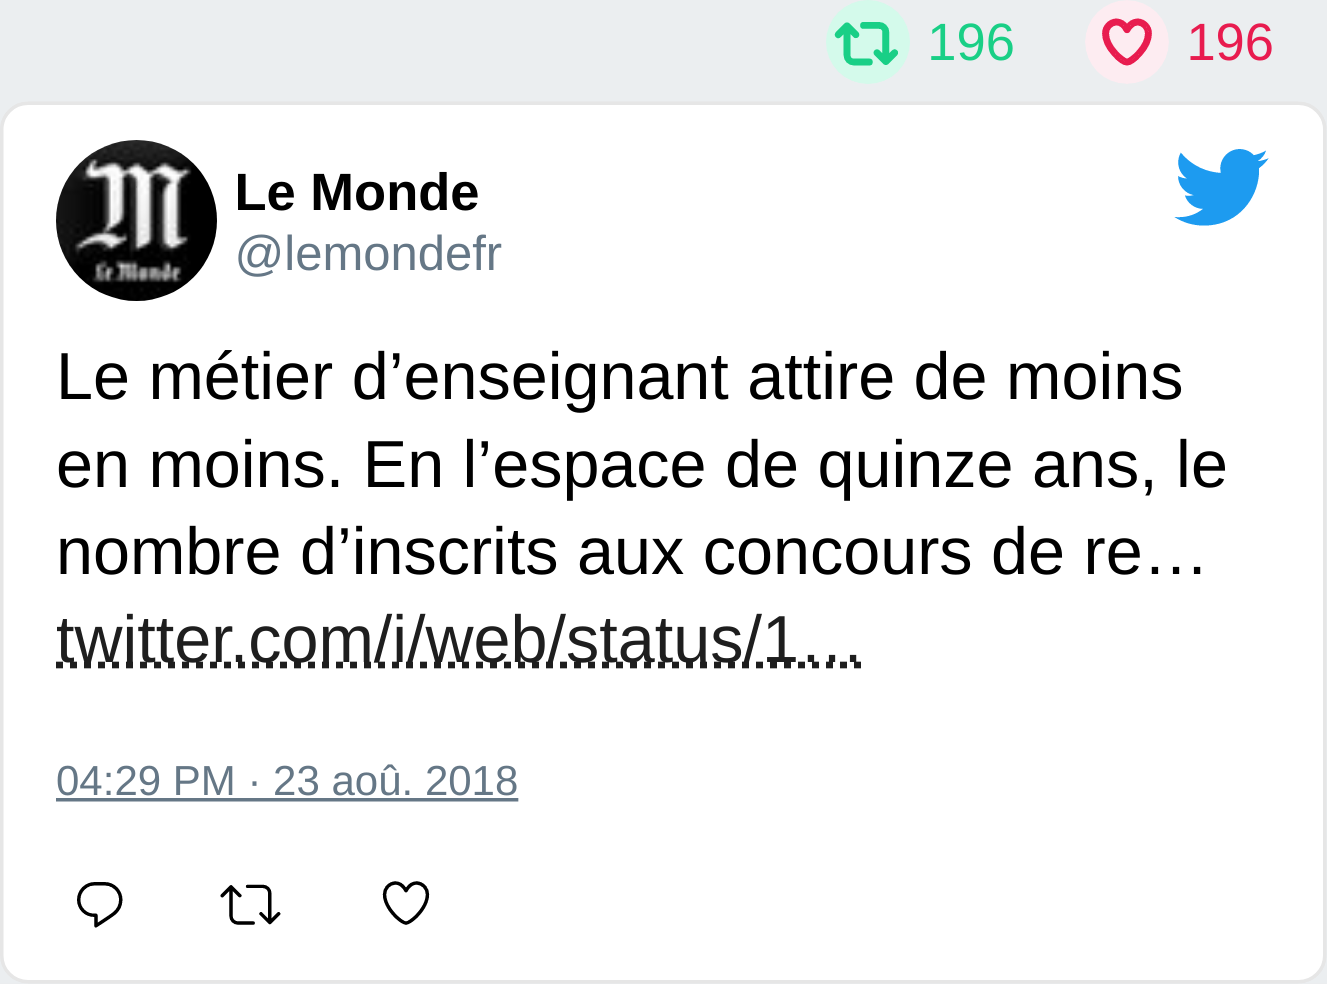 196 196
Le Monde
@lemondefr
M
Le Monde
Le métier d’enseignant attire de moins
en moins. En l’espace de quinze ans, le
nombre d’inscrits aux concours de re…
twitter.com/i/web/status/1…
04:29 PM · 23 aoû. 2018